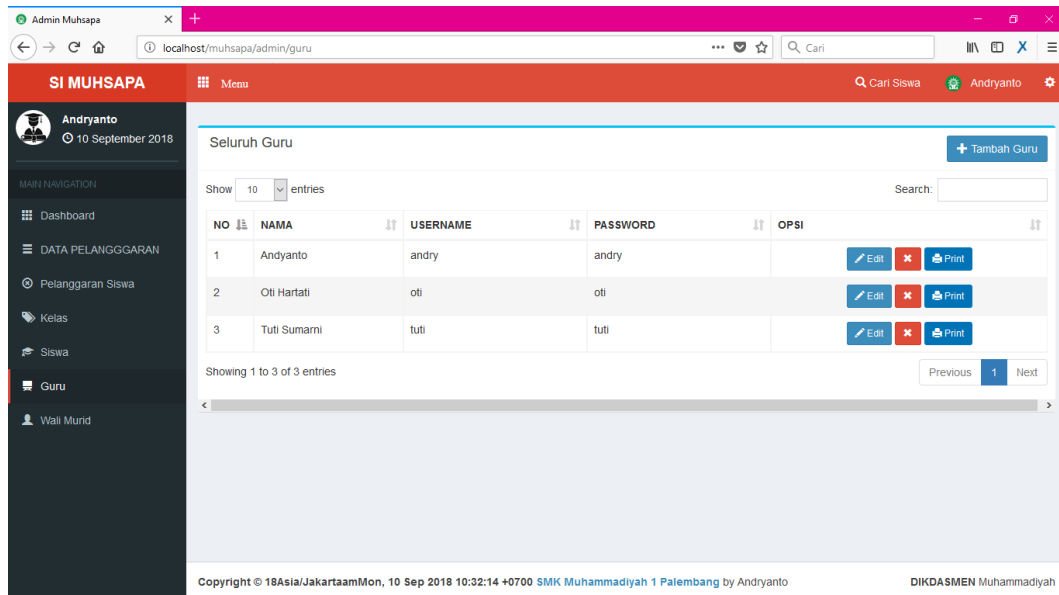 Admin Muhsapa
localhost/muhsapa/admin/guru
Cari
SI MUHSAPA
Menu
Cari Siswa
Andryanto
Andryanto
10 September 2018
MAIN NAVIGATION
Dashboard
DATA PELANGGGARAN
Pelanggaran Siswa
Kelas
Siswa
Guru
Wali Murid
Seluruh Guru
Tambah Guru
Show 10 entries
Search:
NO NAMA USERNAME PASSWORD OPSI
1 Andyanto andry andry Edit Print
2 Oti Hartati oti oti Edit Print
3 Tuti Sumarni tuti tuti Edit Print
Showing 1 to 3 of 3 entries
Previous 1 Next
Copyright © 18Asia/JakartaamMon, 10 Sep 2018 10:32:14 +0700 SMK Muhammadiyah 1 Palembang by Andryanto
DIKDASMEN Muhammadiyah